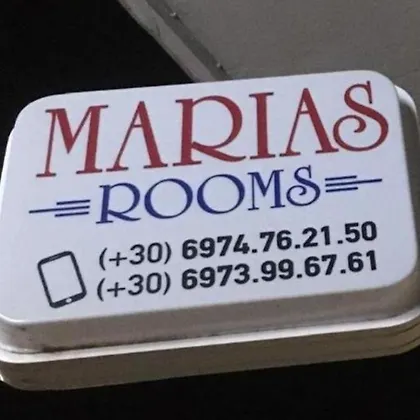 MARIAS
ROOMS
(+30) 6974.76.21.50
(+30) 6973.99.67.61